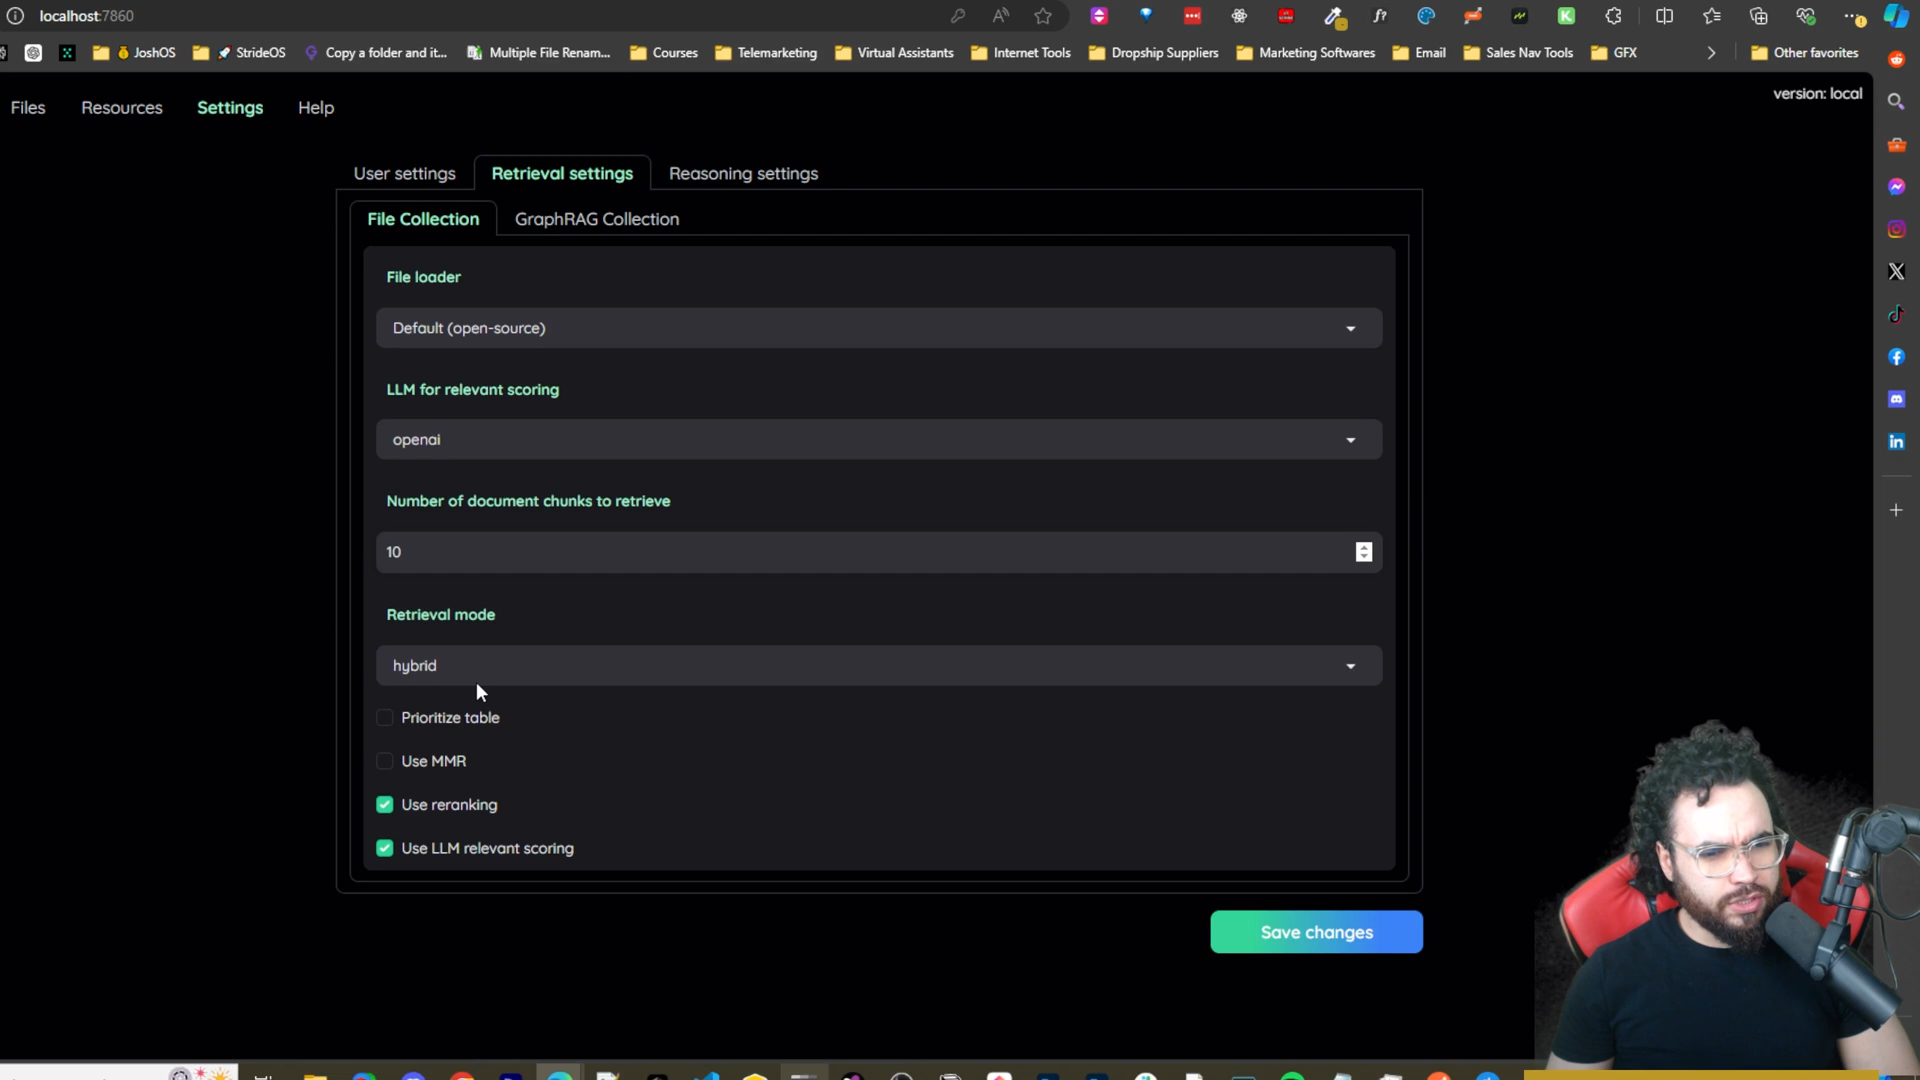 localhost:7860
JoshOS
StrideOS
Copy a folder and it...
Multiple File Renam...
Courses
Telemarketing
Virtual Assistants
Internet Tools
Dropship Suppliers
Marketing Softwares
Email
Sales Nav Tools
GFX
Other favorites
Files
Resources
Settings
Help
version: local
User settings
Retrieval settings
Reasoning settings
File Collection
GraphRAG Collection
File loader
Default (open-source)
LLM for relevant scoring
openai
Number of document chunks to retrieve
10
Retrieval mode
hybrid
Prioritize table
Use MMR
Use reranking
Use LLM relevant scoring
Save changes